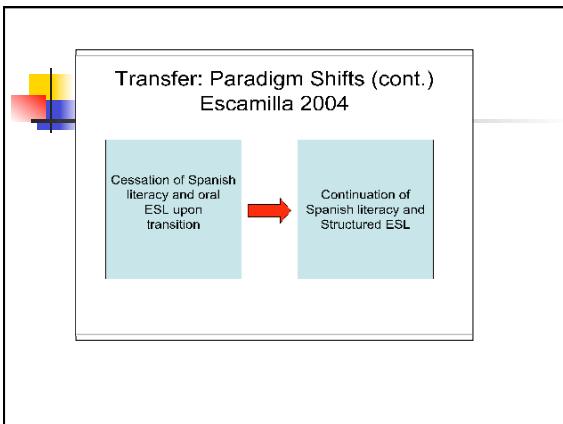 Transfer: Paradigm Shifts (cont.)
Escamilla 2004
Cessation of Spanish
literacy and oral
ESL upon
transition
Continuation of
Spanish literacy and
Structured ESL